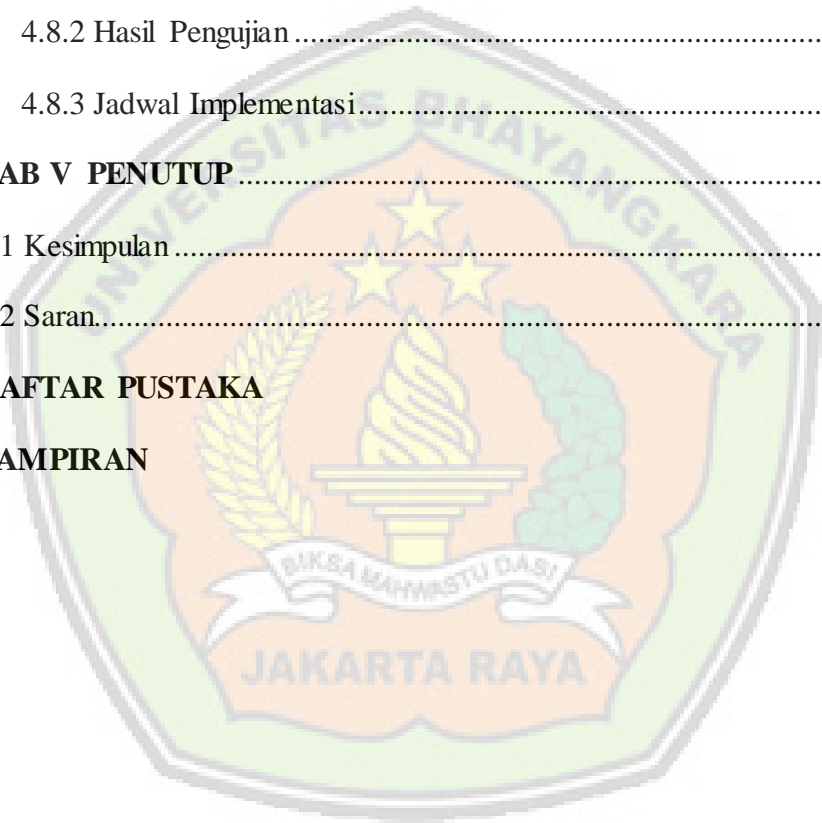 4.8.2 Hasil Pengujian ....................................................................
4.8.3 Jadwal Implementasi............................................................
AB V PENUTUP ..........................................................................
1 Kesimpulan ..................................................................................
2 Saran............................................................................................
AFTAR PUSTAKA
AMPIRAN
UNIVERSITAS BHAYANGKARA
BIKSA MAHWASTU DASI
JAKARTA RAYA